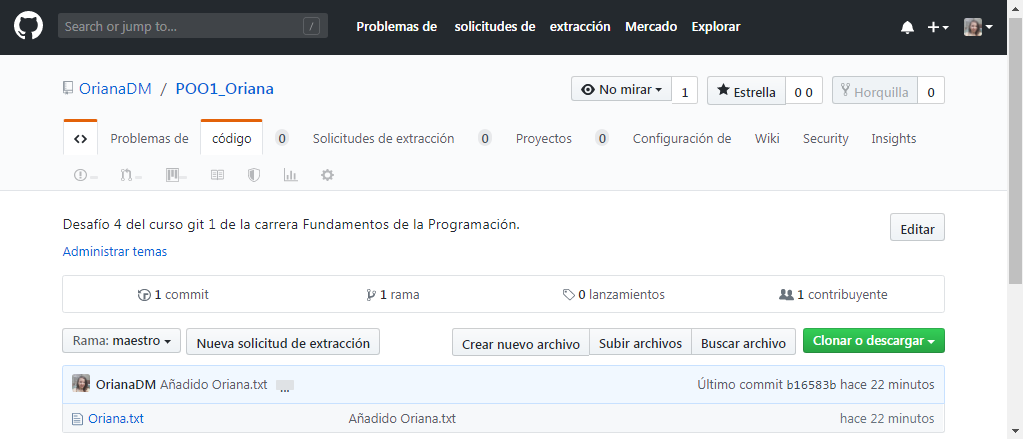 Search or jump to... / Problemas de solicitudes de extracción Mercado Explorar
OrianaDM / POO1_Oriana No mirar 1 Estrella 0 0 Horquilla 0
<> Problemas de código 0 Solicitudes de extracción 0 Proyectos 0 Configuración de Wiki Security Insights
Desafío 4 del curso git 1 de la carrera Fundamentos de la Programación. Editar
Administrar temas
1 commit 1 rama 0 lanzamientos 1 contribuyente
Rama: maestro Nueva solicitud de extracción Crear nuevo archivo Subir archivos Buscar archivo Clonar o descargar
OrianaDM Añadido Oriana.txt ... Último commit b16583b hace 22 minutos
Oriana.txt Añadido Oriana.txt hace 22 minutos